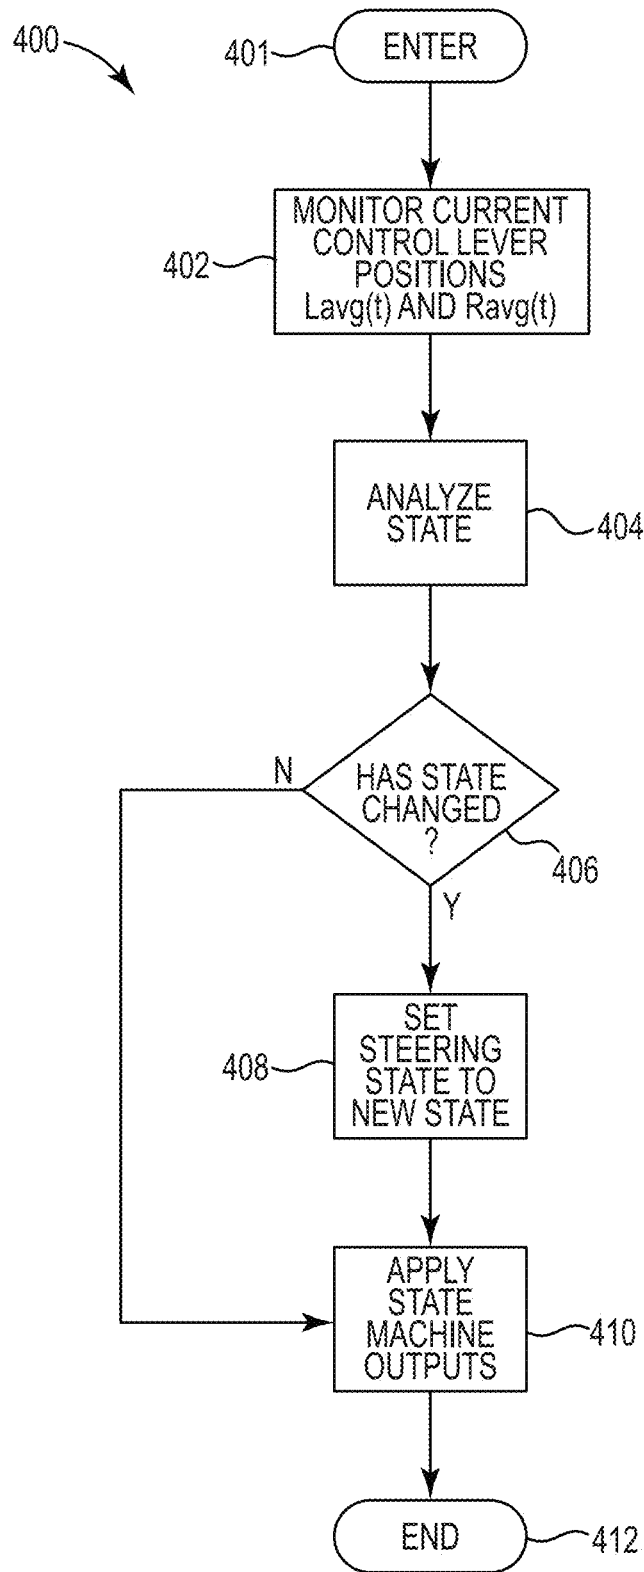 400
401
ENTER
402
MONITOR CURRENT
CONTROL LEVER
POSITIONS
Lavg(t) AND Ravg(t)
ANALYZE
STATE
404
N
HAS STATE
CHANGED
?
406
Y
408
SET
STEERING
STATE TO
NEW STATE
APPLY
STATE
MACHINE
OUTPUTS
410
END
412